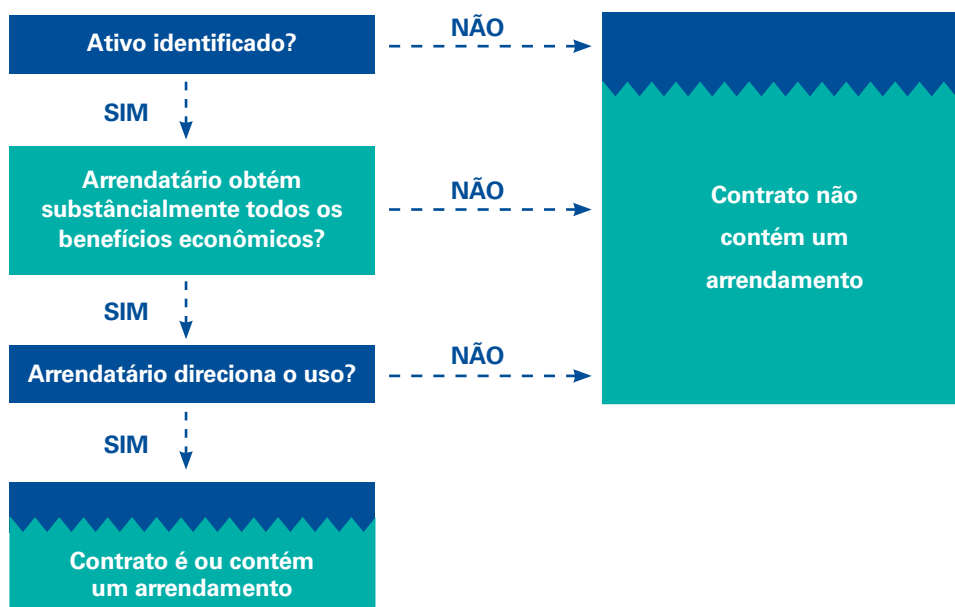 Ativo identificado?
NÃO
SIM
Arrendatário obtém
substâncialmente todos os
benefícios econômicos?
NÃO
Contrato não
contém um
arrendamento
SIM
Arrendatário direciona o uso?
NÃO
SIM
Contrato é ou contém
um arrendamento